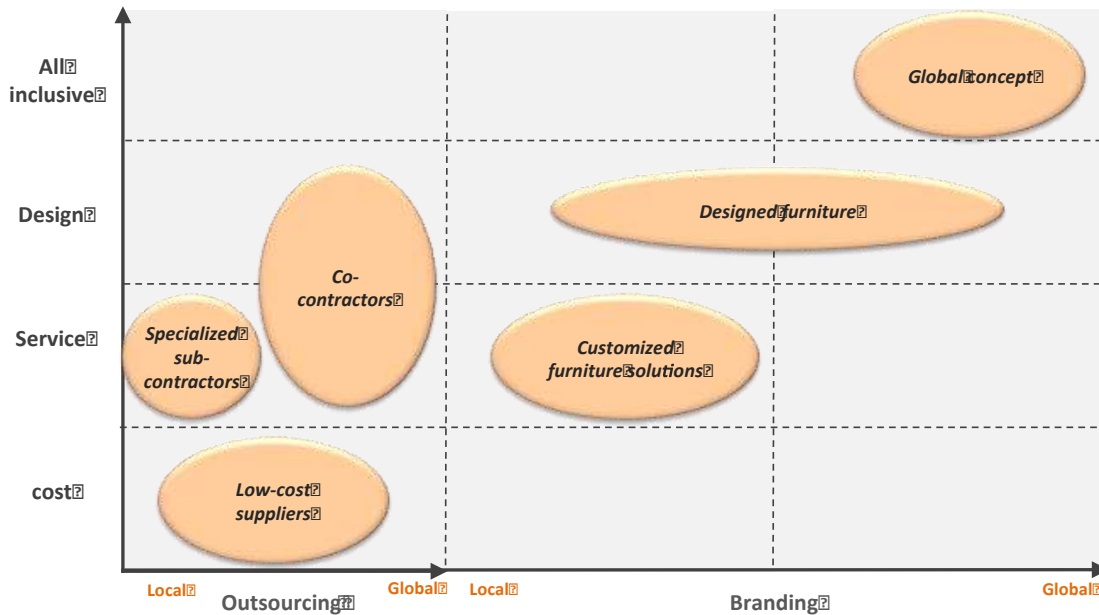 All
inclusive
Global concept
Design
Designed furniture
Co-
contractors
Service
Specialized
sub-
contractors
Customized
furniture solutions
cost
Low-cost
suppliers
Local
Global
Local
Global
Outsourcing
Branding